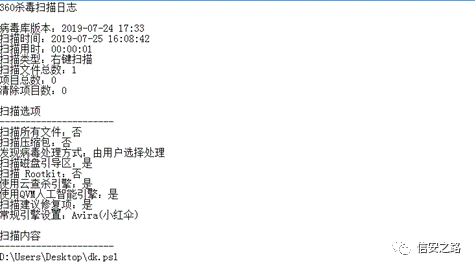 360杀毒扫描日志
病毒库版本：2019-07-24 17:33
扫描时间：2019-07-25 16:08:42
扫描用时：00:00:01
扫描类型：右键扫描
扫描文件总数：1
项目总数：0
清除项目数：0
扫描选项
----------------------
扫描所有文件：否
扫描压缩包：否
发现病毒处理方式：由用户选择处理
扫描磁盘引导区：是
扫描 Rootkit：否
使用云查杀引擎：是
使用QVM人工智能引擎：是
扫描建议修复项：是
常规引擎设置：Avira(小红伞)
扫描内容
----------------------
D:\Users\Desktop\dk.ps1
信安之路